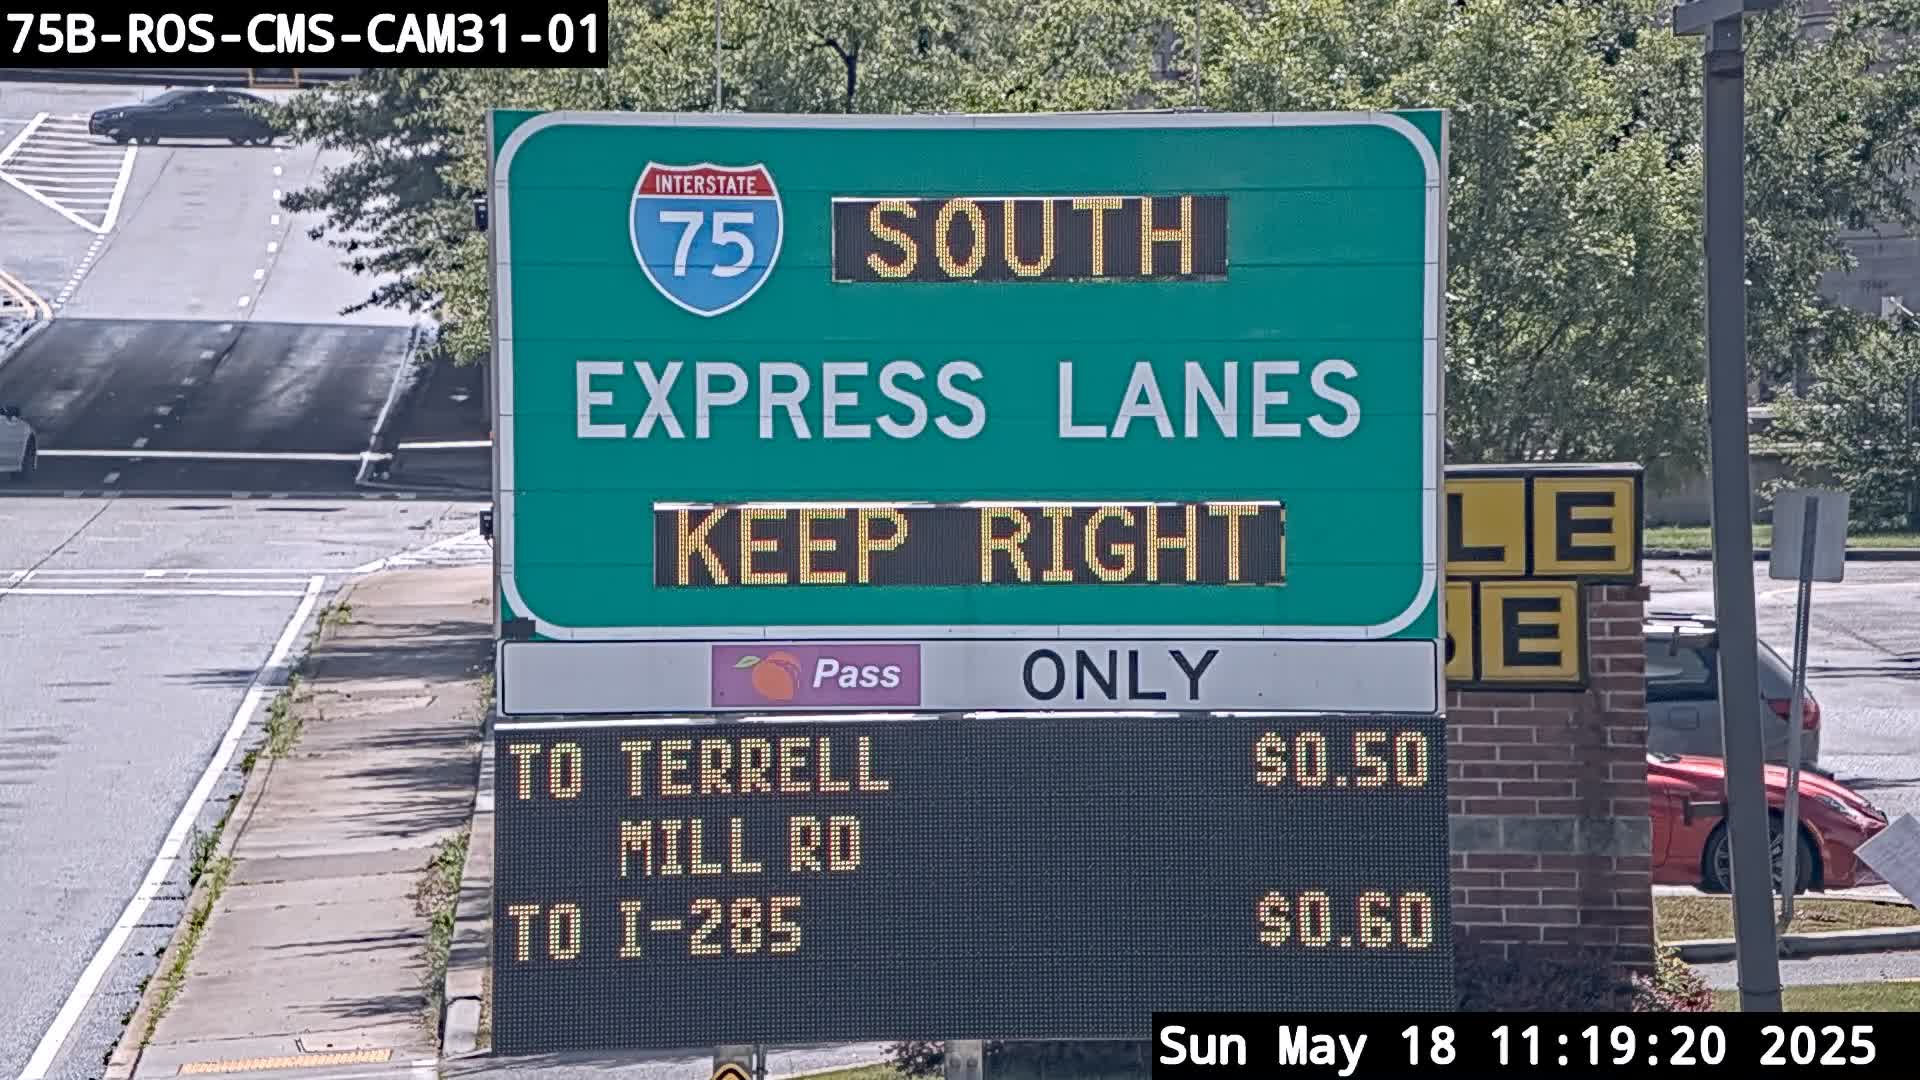 75B-ROS-CMS-CAM31-01
INTERSTATE
75
SOUTH
EXPRESS LANES
KEEP RIGHT
LE
E
Pass ONLY
TO TERRELL $0.50
MILL RD
TO I-285 $0.60
Sun May 18 11:19:20 2025